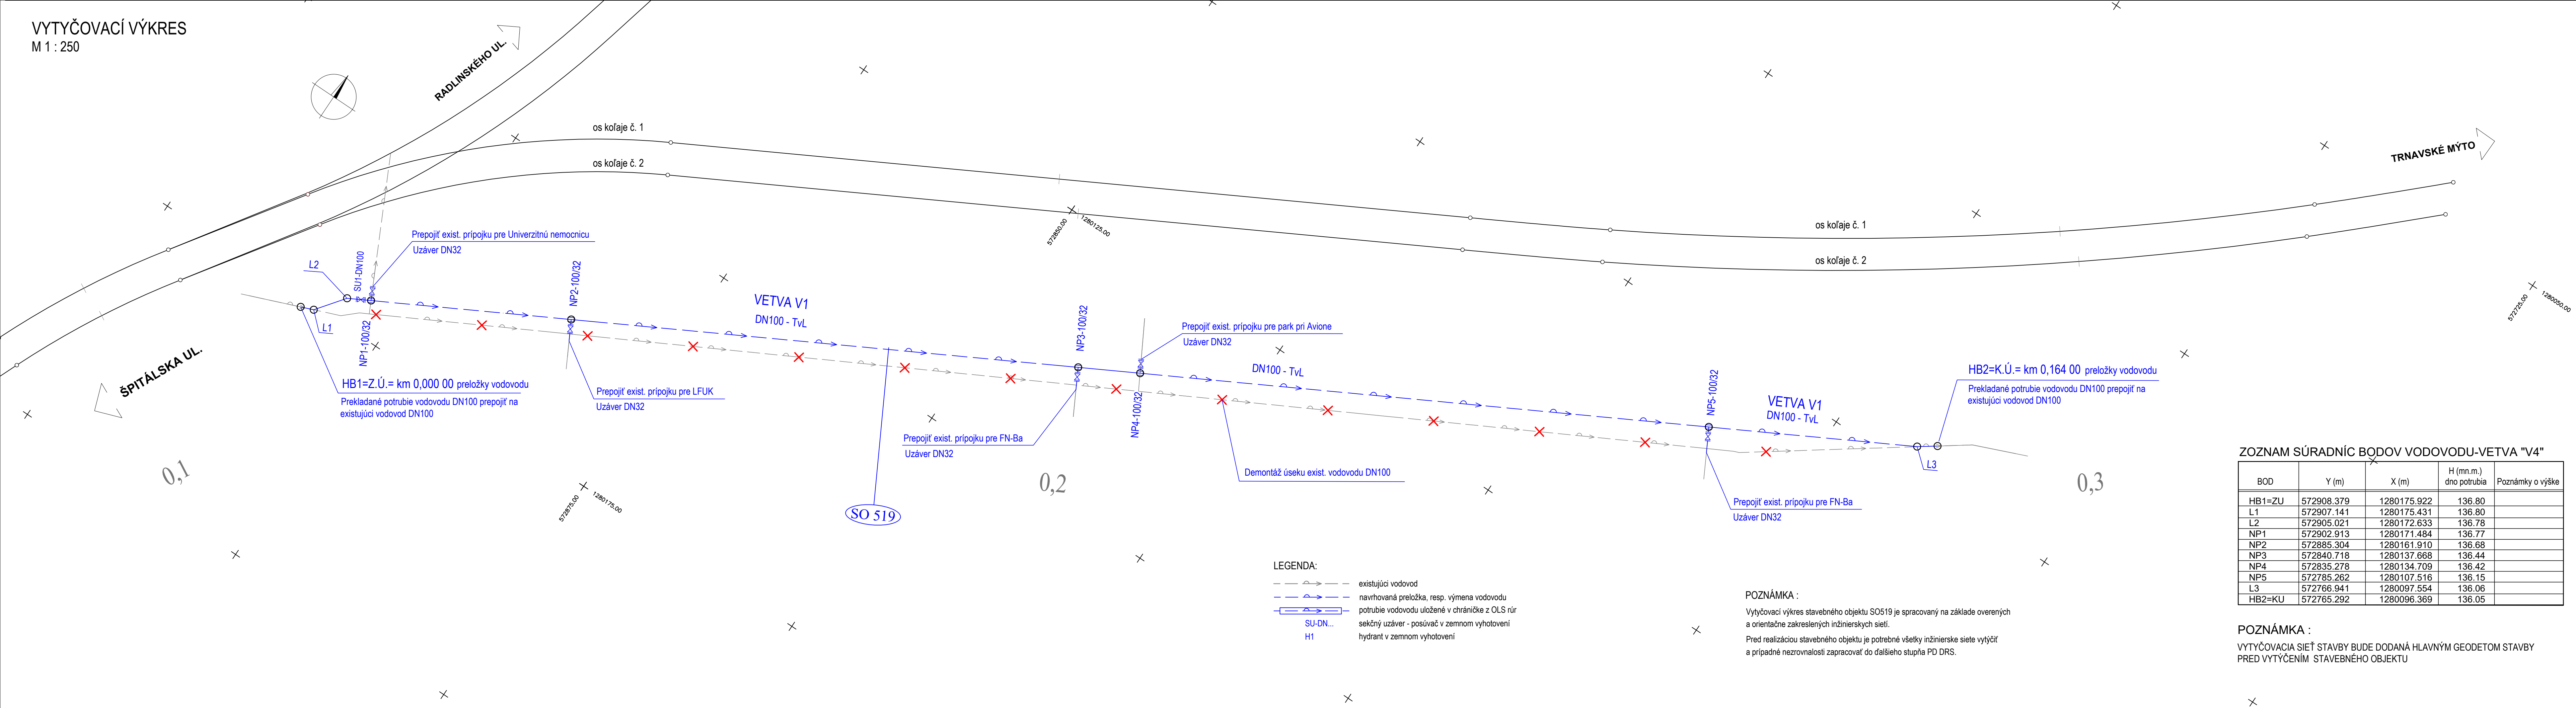 VYTYČOVACÍ VÝKRES
M 1 : 250
RADLINSKÉHO UL.
os koľaje č. 1
os koľaje č. 2
TRNAVSKÉ MÝTO
os koľaje č. 1
os koľaje č. 2
572850.00
1280125.00
572725.00
1280050.00
Prepojiť exist. prípojku pre Univerzitnú nemocnicu
Uzáver DN32
L2
SU1-DN100
L1
NP1-100/32
NP2-100/32
VETVA V1
DN100 - TvL
NP3-100/32
Prepojiť exist. prípojku pre park pri Avione
Uzáver DN32
DN100 - TvL
NP4-100/32
NP5-100/32
VETVA V1
DN100 - TvL
HB2=K.Ú.= km 0,164 00 preložky vodovodu
Prekladané potrubie vodovodu DN100 prepojiť na
existujúci vodovod DN100
ŠPITÁLSKA UL.
HB1=Z.Ú.= km 0,000 00 preložky vodovodu
Prekladané potrubie vodovodu DN100 prepojiť na
existujúci vodovod DN100
Prepojiť exist. prípojku pre LFUK
Uzáver DN32
Prepojiť exist. prípojku pre FN-Ba
Uzáver DN32
Demontáž úseku exist. vodovodu DN100
L3
Prepojiť exist. prípojku pre FN-Ba
Uzáver DN32
0,1
0,2
0,3
572875.00
1280175.00
SO 519
LEGENDA:
existujúci vodovod
navrhovaná preložka, resp. výmena vodovodu
potrubie vodovodu uložené v chráničke z OLS rúr
SU-DN... sekčný uzáver - posúvač v zemnom vyhotovení
H1 hydrant v zemnom vyhotovení
POZNÁMKA :
Vytyčovací výkres stavebného objektu SO519 je spracovaný na základe overených
a orientačne zakreslených inžinierskych sietí.
Pred realizáciou stavebného objektu je potrebné všetky inžinierske siete vytýčiť
a prípadné nezrovnalosti zapracovať do ďalšieho stupňa PD DRS.
ZOZNAM SÚRADNÍC BODOV VODOVODU-VETVA "V4"
BOD Y (m) X (m) H (mn.m.) dno potrubia Poznámky o výške
HB1=ZU 572908.379 1280175.922 136.80
L1 572907.141 1280175.431 136.80
L2 572905.021 1280172.633 136.78
NP1 572902.913 1280171.484 136.77
NP2 572885.304 1280161.910 136.68
NP3 572840.718 1280137.668 136.44
NP4 572835.278 1280134.709 136.42
NP5 572785.262 1280107.516 136.15
L3 572766.941 1280097.554 136.06
HB2=KU 572765.292 1280096.369 136.05
POZNÁMKA :
VYTYČOVACIA SIEŤ STAVBY BUDE DODANÁ HLAVNÝM GEODETOM STAVBY
PRED VYTÝČENÍM STAVEBNÉHO OBJEKTU